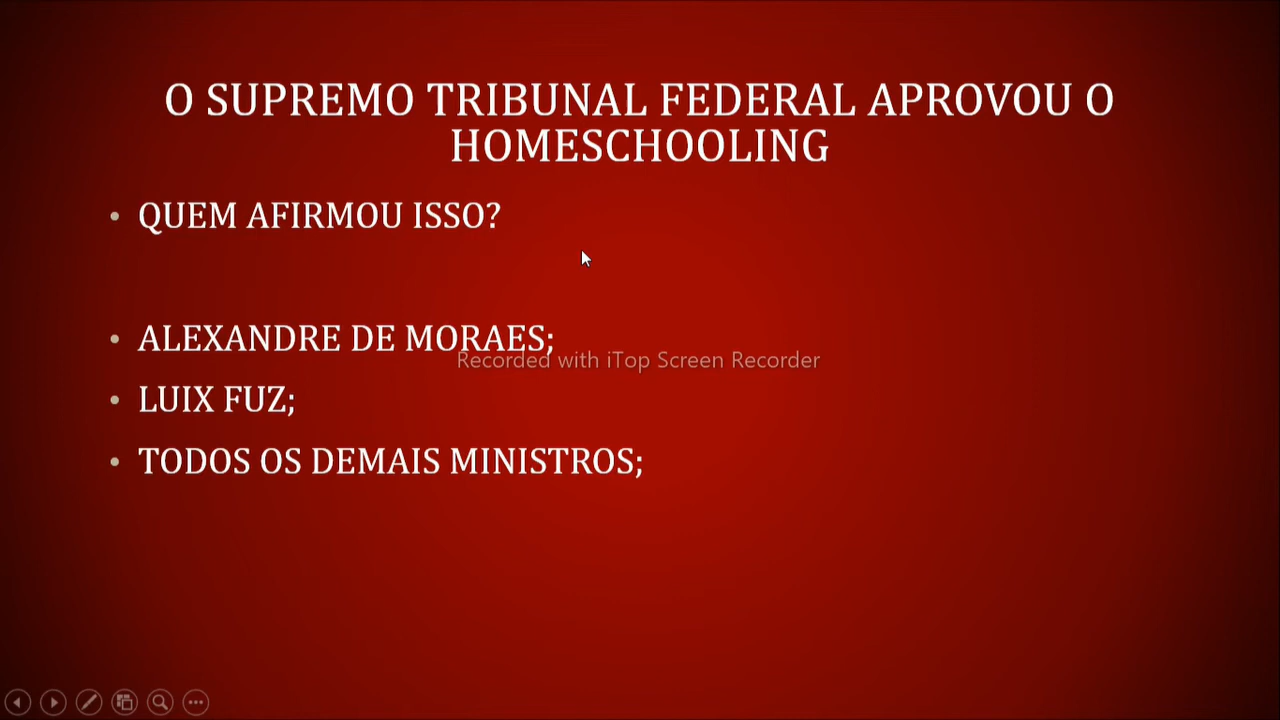 O SUPREMO TRIBUNAL FEDERAL APROVOU O
HOMESCHOOLING
• QUEM AFIRMOU ISSO?
• ALEXANDRE DE MORAES;
Recorded with iTop Screen Recorder
• LUIX FUZ;
• TODOS OS DEMAIS MINISTROS;